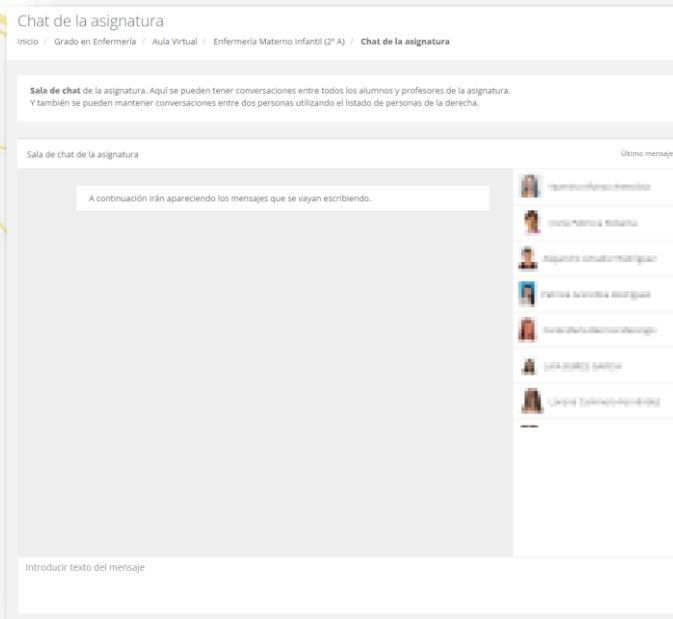 Chat de la asignatura
Inicio / Grado en Enfermería / Aula Virtual / Enfermería Materno Infantil (2º A) / Chat de la asignatura
Sala de chat de la asignatura. Aquí se pueden tener conversaciones entre todos los alumnos y profesores de la asignatura.
Y también se pueden mantener conversaciones entre dos personas utilizando el listado de personas de la derecha.
Sala de chat de la asignatura
Último mensaje
A continuación irán apareciendo los mensajes que se vayan escribiendo.
Introducir texto del mensaje